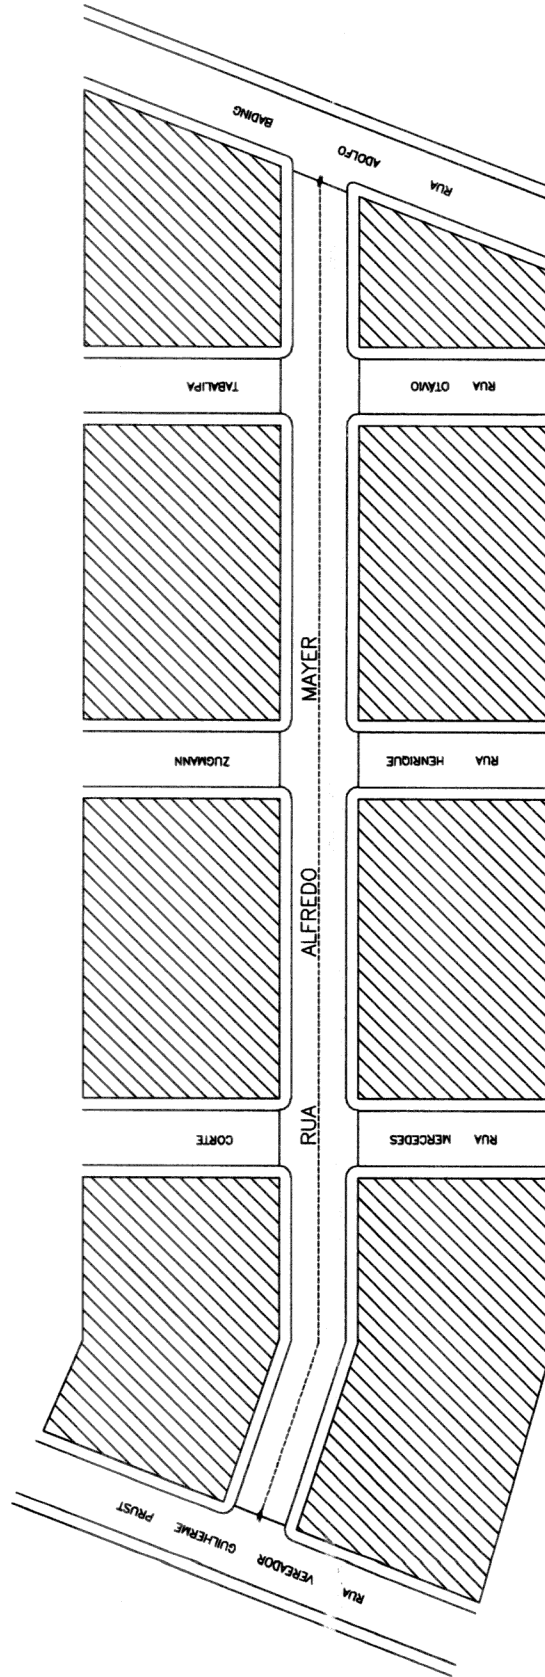 RUA ADOLFO BADING
RUA OTÁVIO TABALIPA
RUA HENRIQUE ZUGMANN
RUA MERCEDES CORTE
RUA ALFREDO MAYER
RUA VEREADOR GUILHERME PRUST